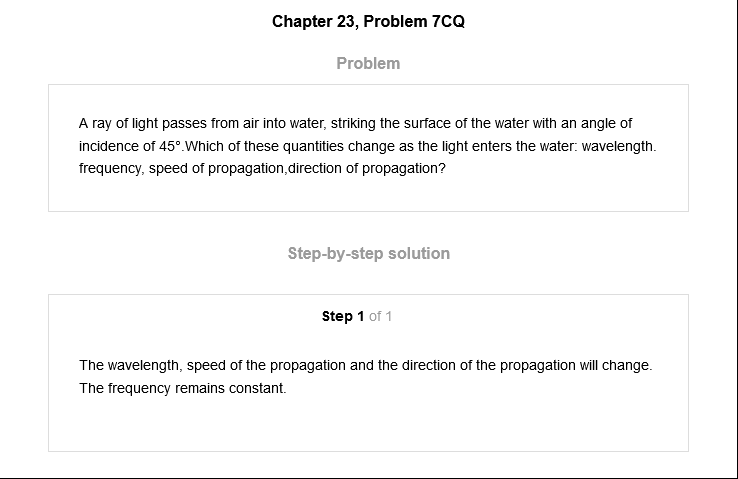 Chapter 23, Problem 7CQ
Problem
A ray of light passes from air into water, striking the surface of the water with an angle of
incidence of 45°.Which of these quantities change as the light enters the water: wavelength.
frequency, speed of propagation,direction of propagation?
Step-by-step solution
Step 1 of 1
The wavelength, speed of the propagation and the direction of the propagation will change.
The frequency remains constant.